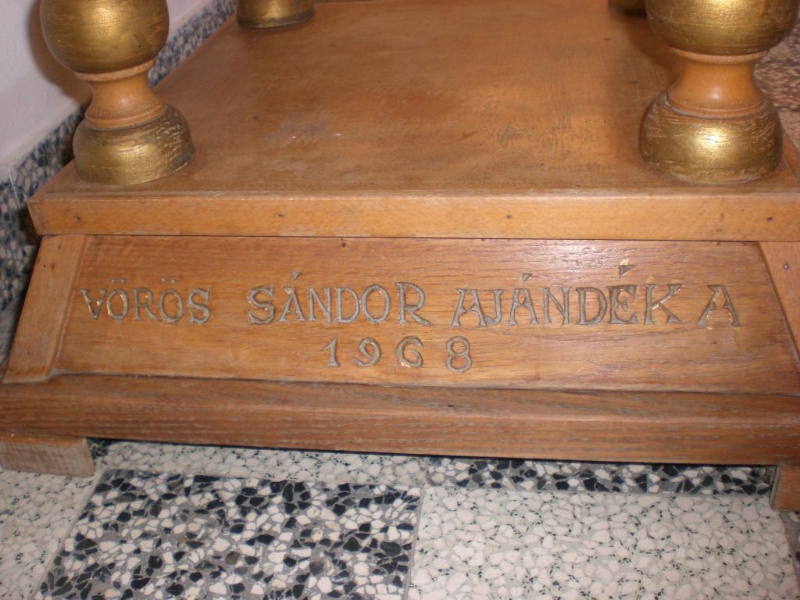 VÖRÖS SÁNDOR AJÁNDÉKA
1968